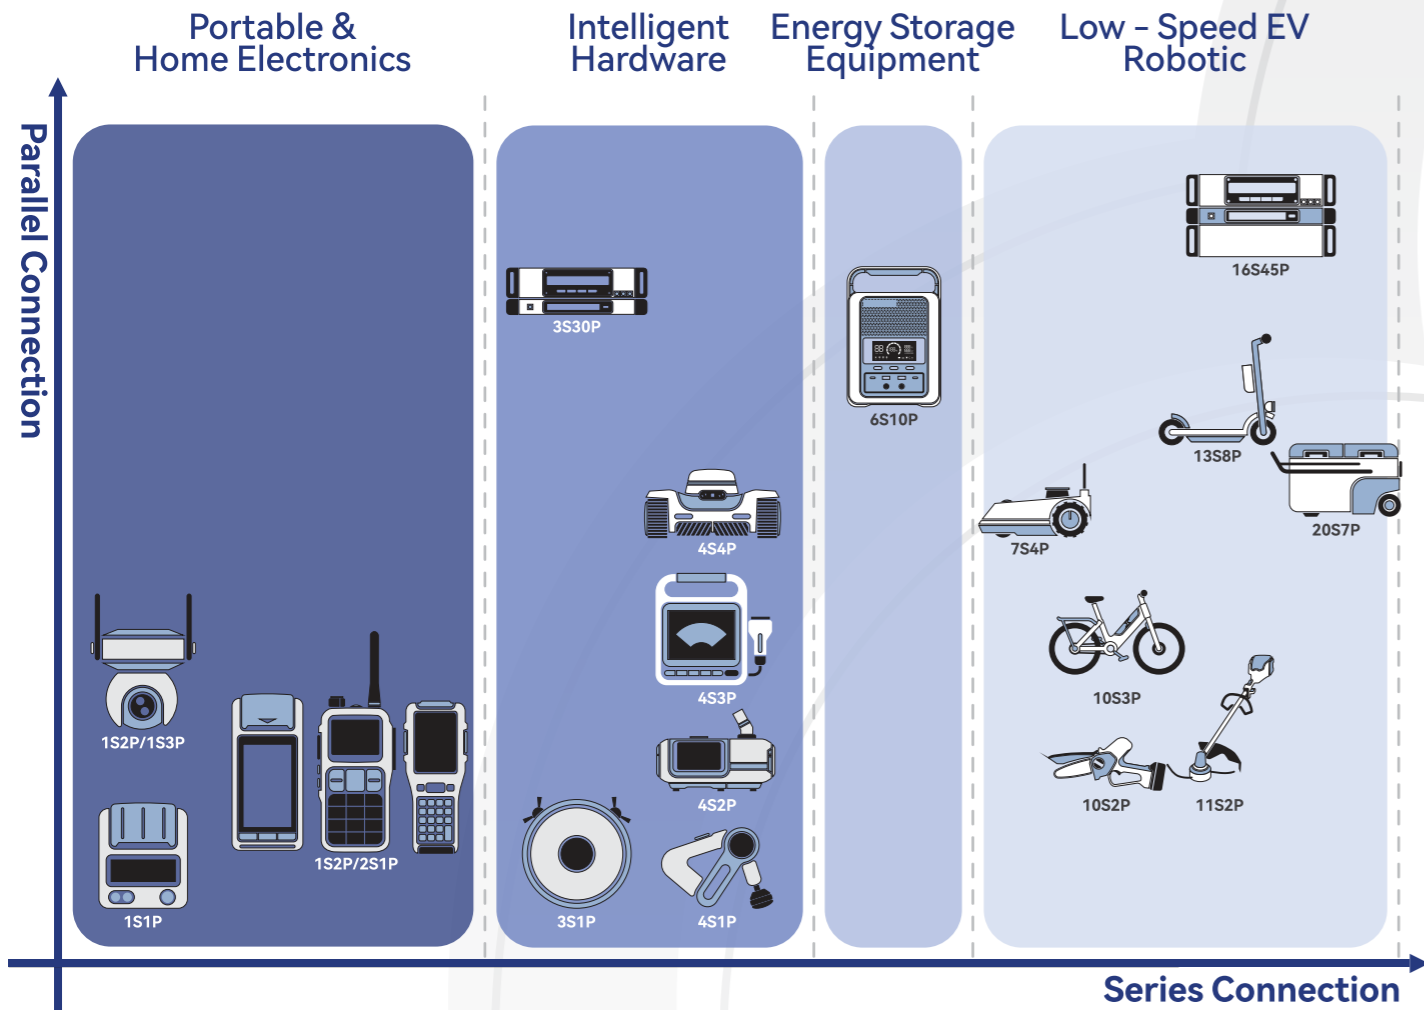 Portable &
Home Electronics
Intelligent
Hardware
Energy Storage
Equipment
Low - Speed EV
Robotic
Parallel Connection
16S45P
3S30P
6S10P
13S8P
20S7P
7S4P
4S4P
4S3P
10S3P
1S2P/1S3P
4S2P
10S2P
11S2P
1S2P/2S1P
1S1P
3S1P
4S1P
Series Connection